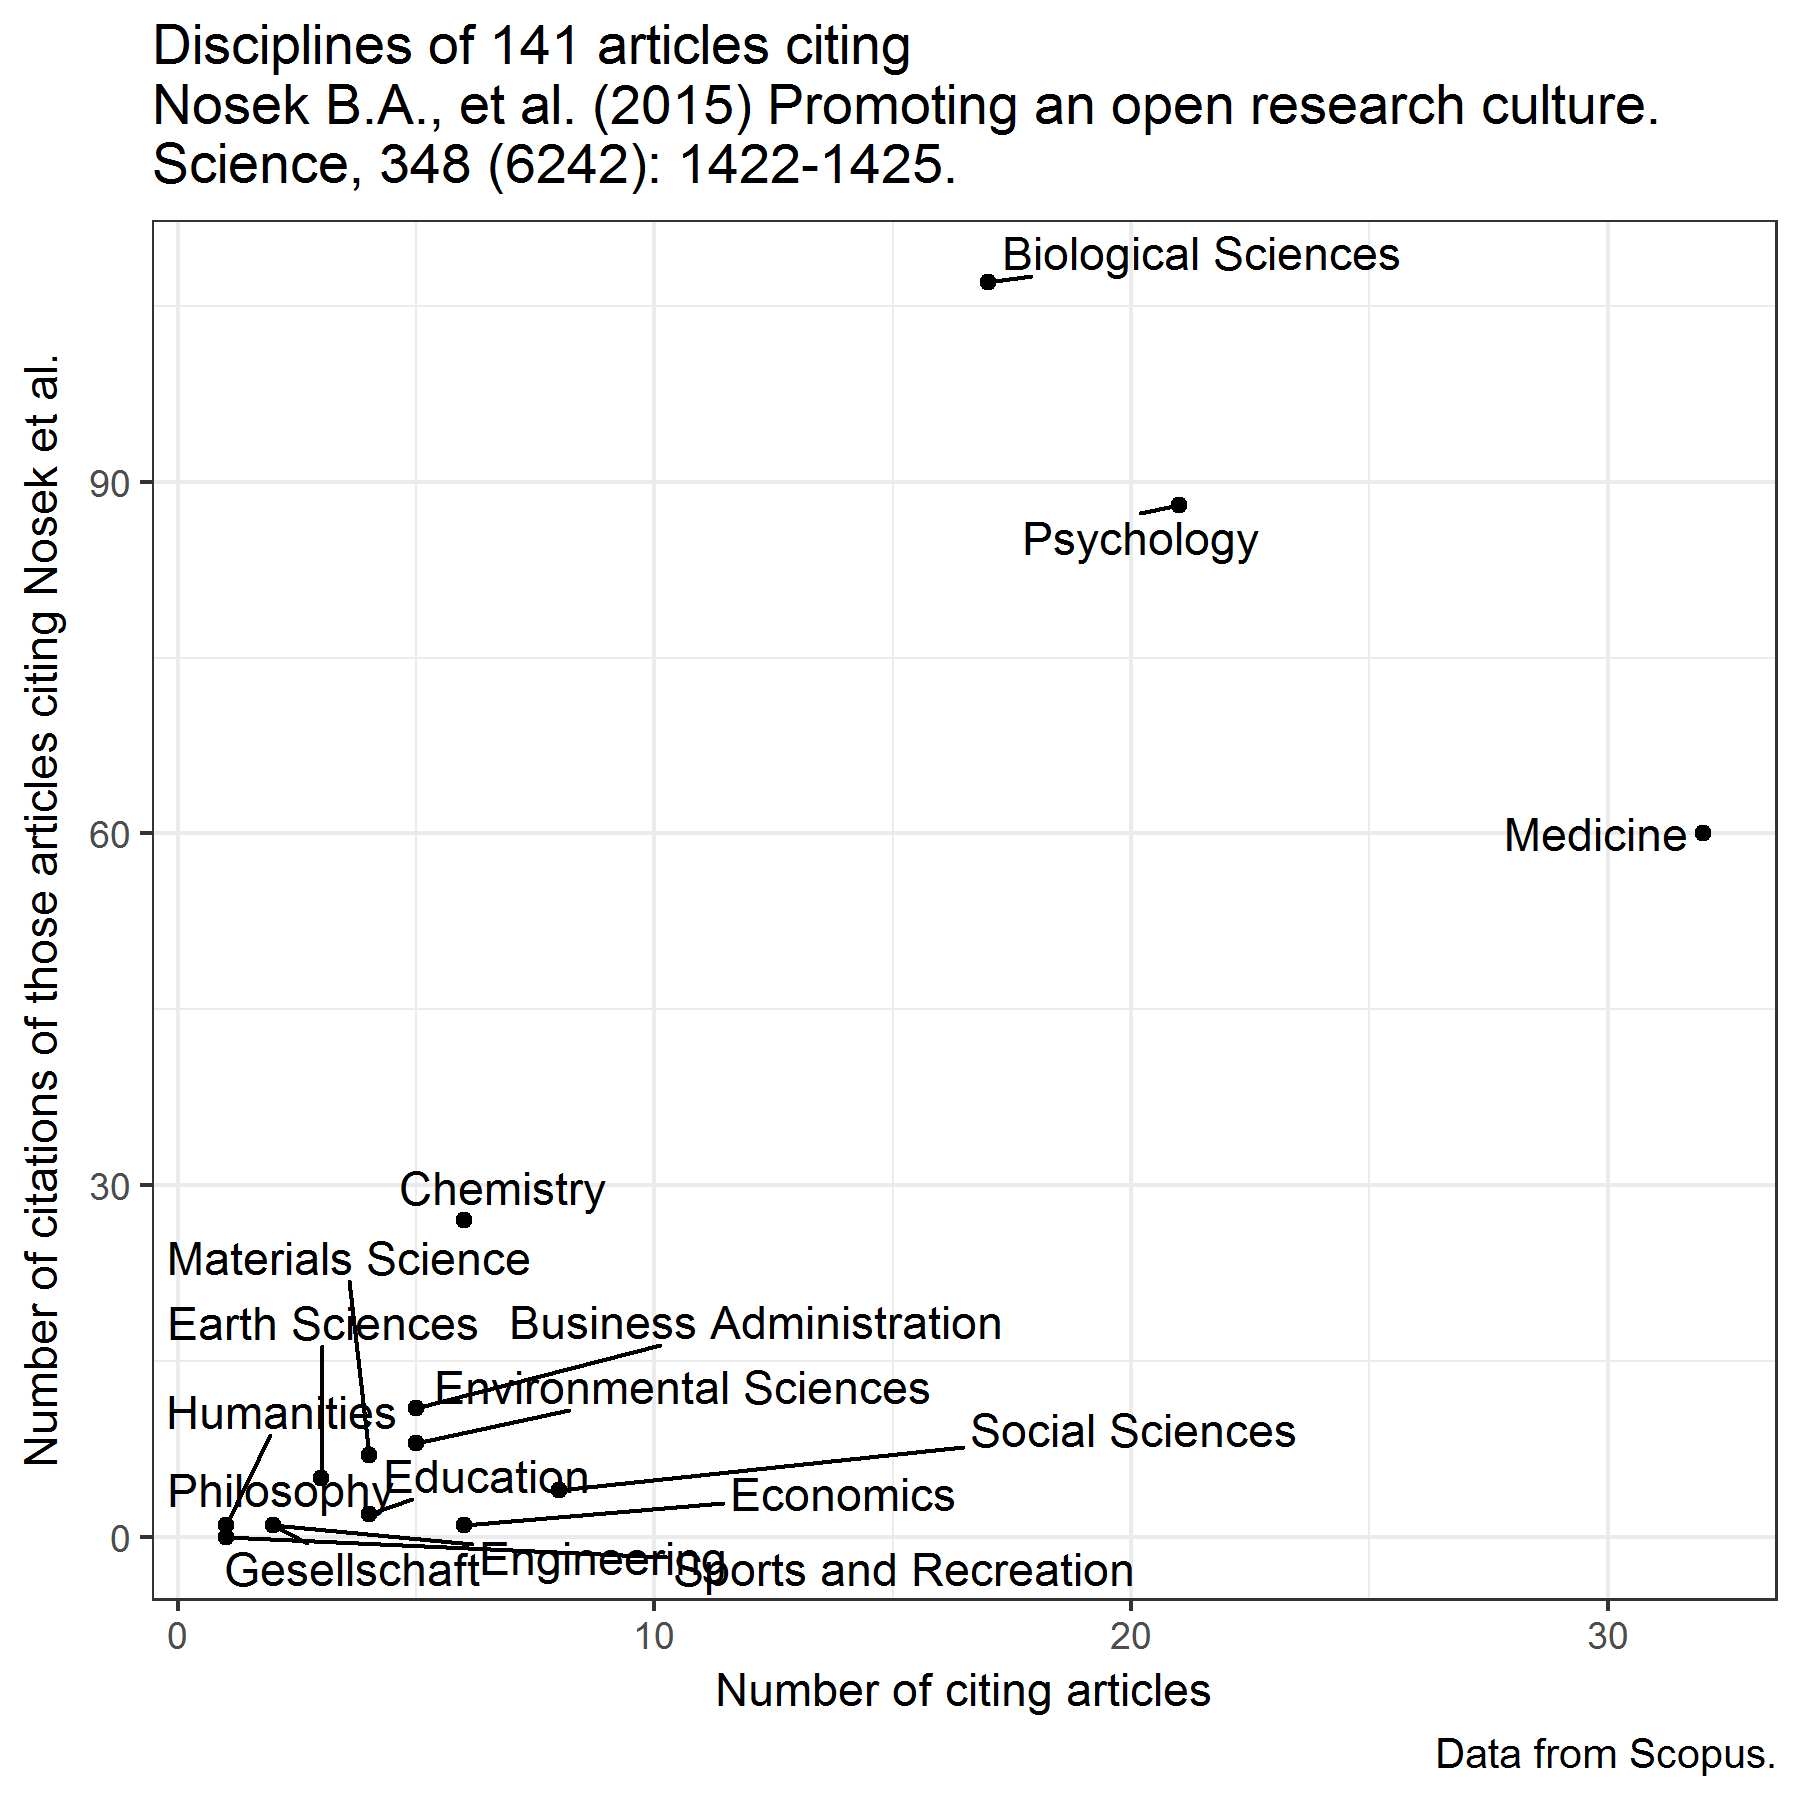 Disciplines of 141 articles citing
Nosek B.A., et al. (2015) Promoting an open research culture.
Science, 348 (6242): 1422-1425.
Number of citations of those articles citing Nosek et al.
90
60
30
0
Biological Sciences
Psychology
Medicine
Chemistry
Materials Science
Earth Sciences
Business Administration
Environmental Sciences
Humanities
Social Sciences
Education
Philosophy
Economics
Engineering
Gesellschaft
Sports and Recreation
0
10
20
30
Number of citing articles
Data from Scopus.